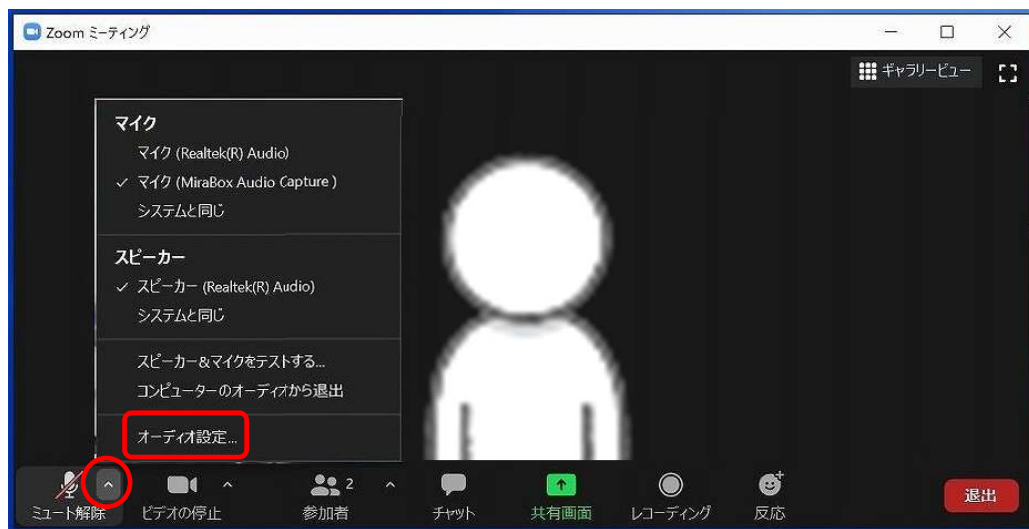 Zoom ミーティング
ギャラリービュー
マイク
マイク (Realtek(R) Audio)
マイク (MiraBox Audio Capture )
システムと同じ
スピーカー
スピーカー (Realtek(R) Audio)
システムと同じ
スピーカー&マイクをテストする...
コンピューターのオーディオから退出
オーディオ設定...
2
ミュート解除 ビデオの停止 参加者 チャット 共有画面 レコーディング 反応 退出